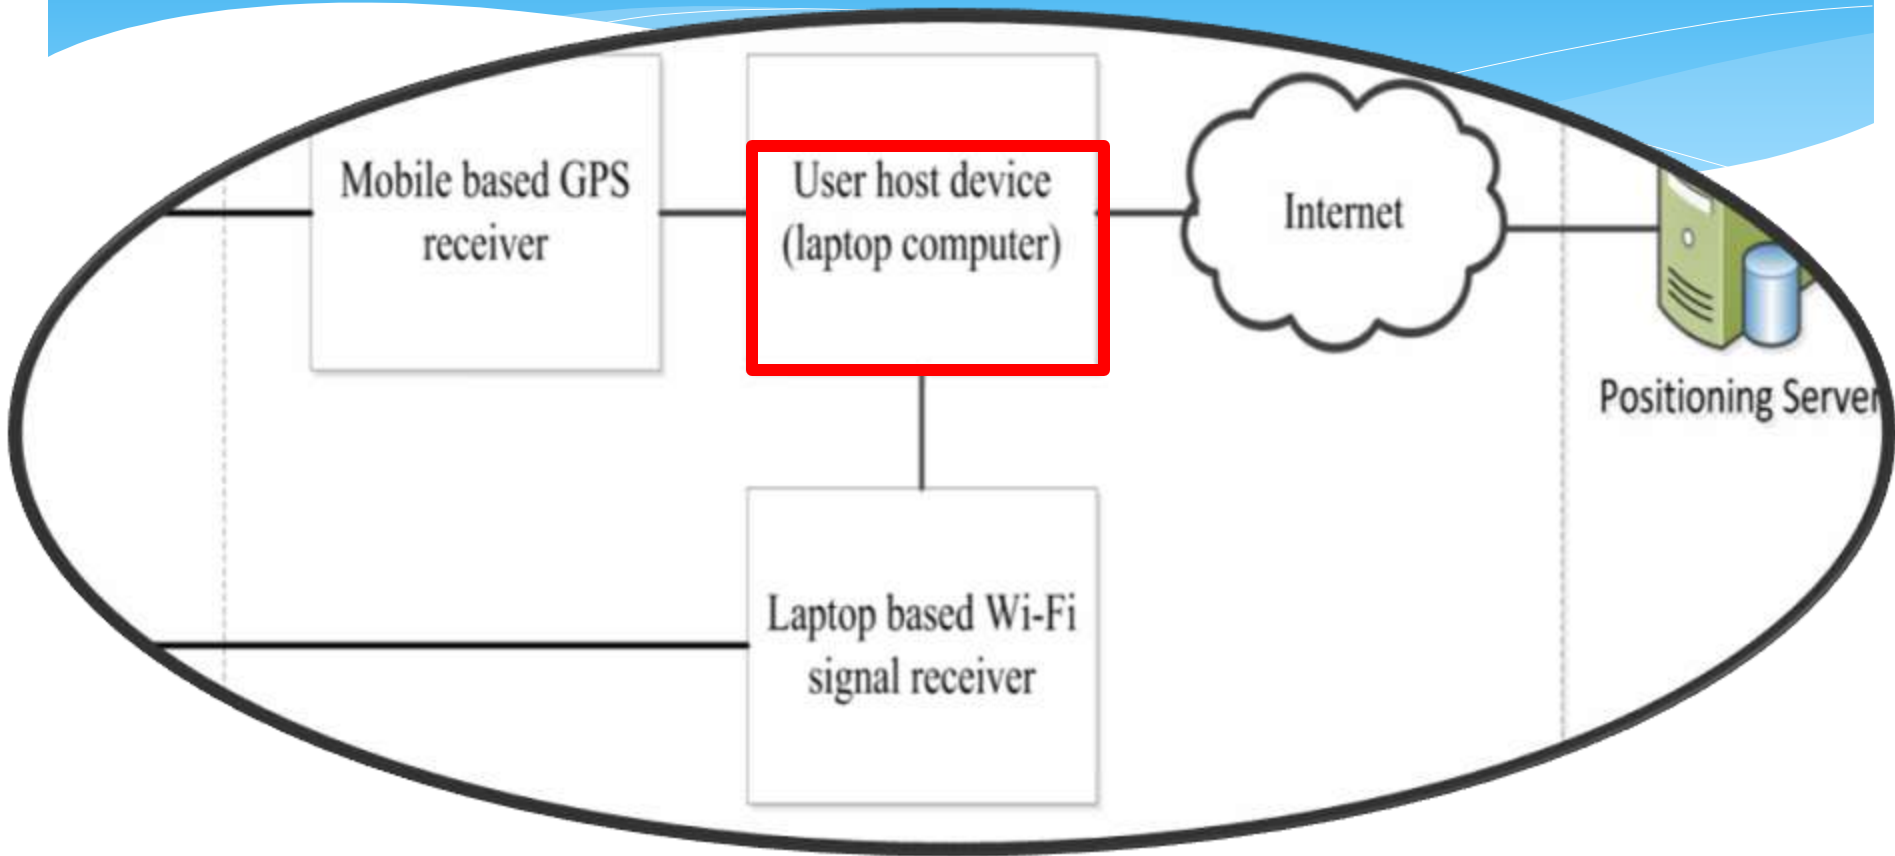 Mobile based GPS
receiver
User host device
(laptop computer)
Internet
Positioning Server
Laptop based Wi-Fi
signal receiver